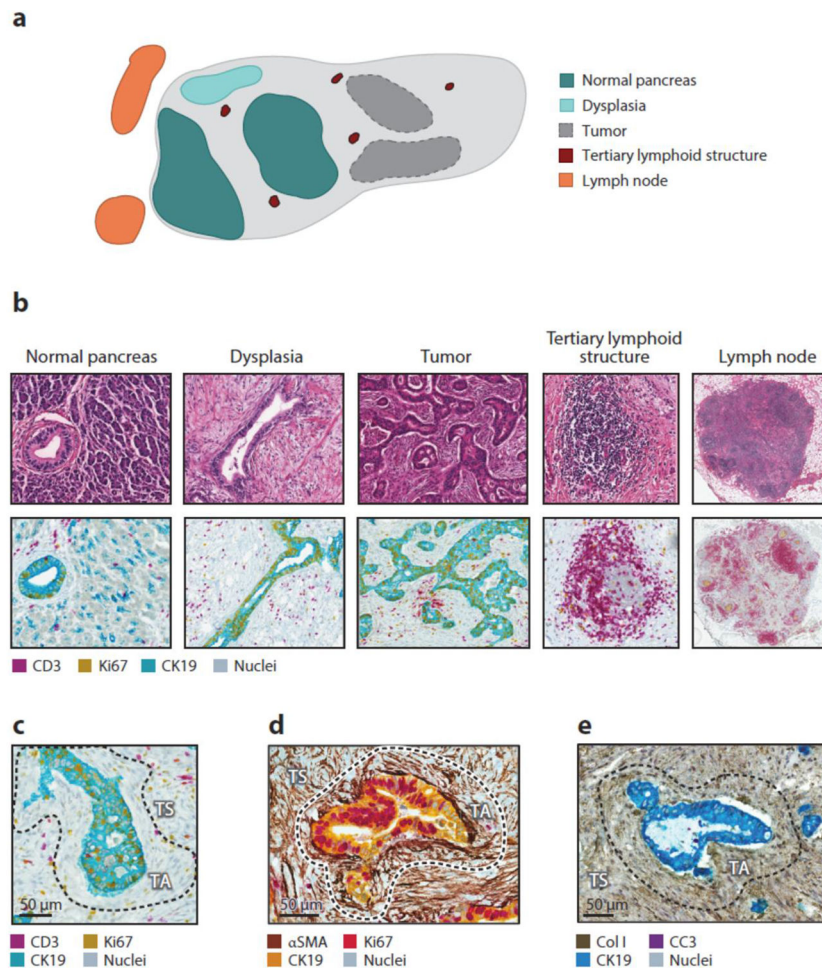 a
Normal pancreas
Dysplasia
Tumor
Tertiary lymphoid structure
Lymph node
b
Normal pancreas
Dysplasia
Tumor
Tertiary lymphoid
structure
Lymph node
CD3 Ki67 CK19 Nuclei
c
d
e
TS
TA
50 µm
TS
TA
50 µm
TA
TS
50 µm
CD3 Ki67
CK19 Nuclei
αSMA Ki67
CK19 Nuclei
Col I CC3
CK19 Nuclei